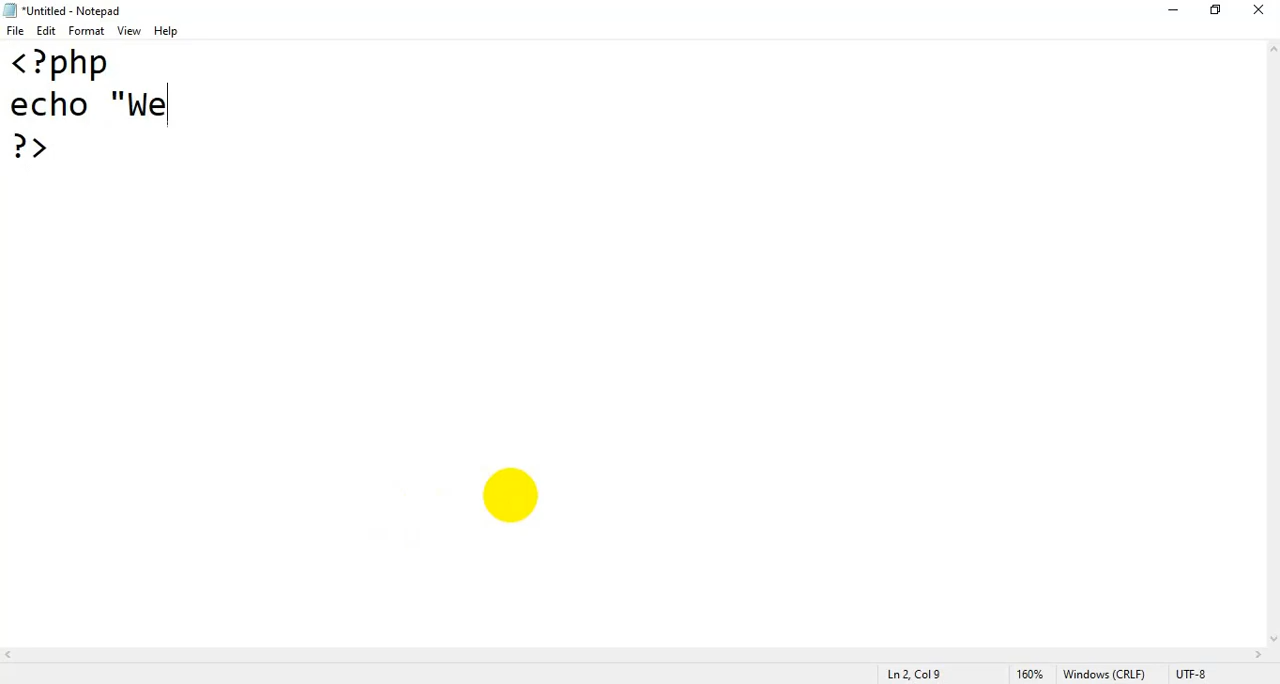 *Untitled - Notepad
File Edit Format View Help
<?php
echo "We
?>
Ln 2, Col 9 160% Windows (CRLF) UTF-8